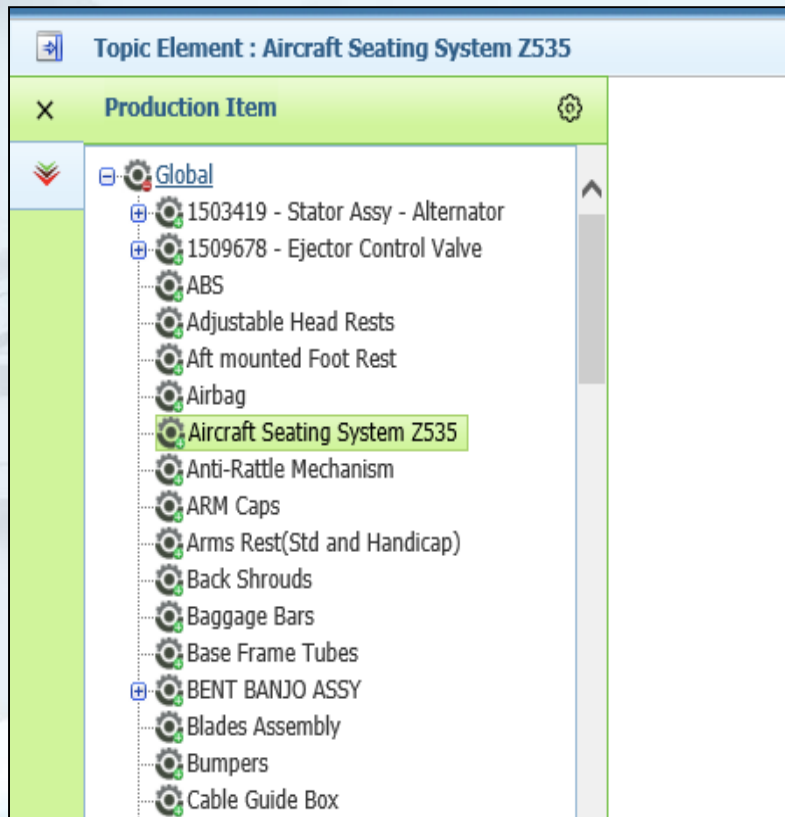 Topic Element : Aircraft Seating System Z535
Production Item
Global
1503419 - Stator Assy - Alternator
1509678 - Ejector Control Valve
ABS
Adjustable Head Rests
Aft mounted Foot Rest
Airbag
Aircraft Seating System Z535
Anti-Rattle Mechanism
ARM Caps
Arms Rest(Std and Handicap)
Back Shrouds
Baggage Bars
Base Frame Tubes
BENT BANJO ASSY
Blades Assembly
Bumpers
Cable Guide Box